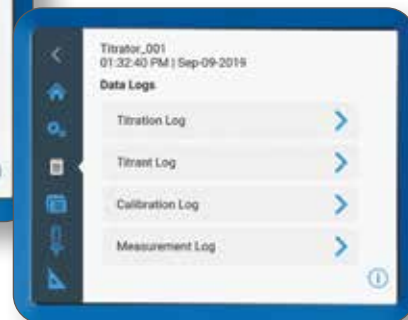 Titrator_001
01:32:40 PM | Sep-09-2019
Data Logs
Titration Log
Titrant Log
Calibration Log
Measurement Log